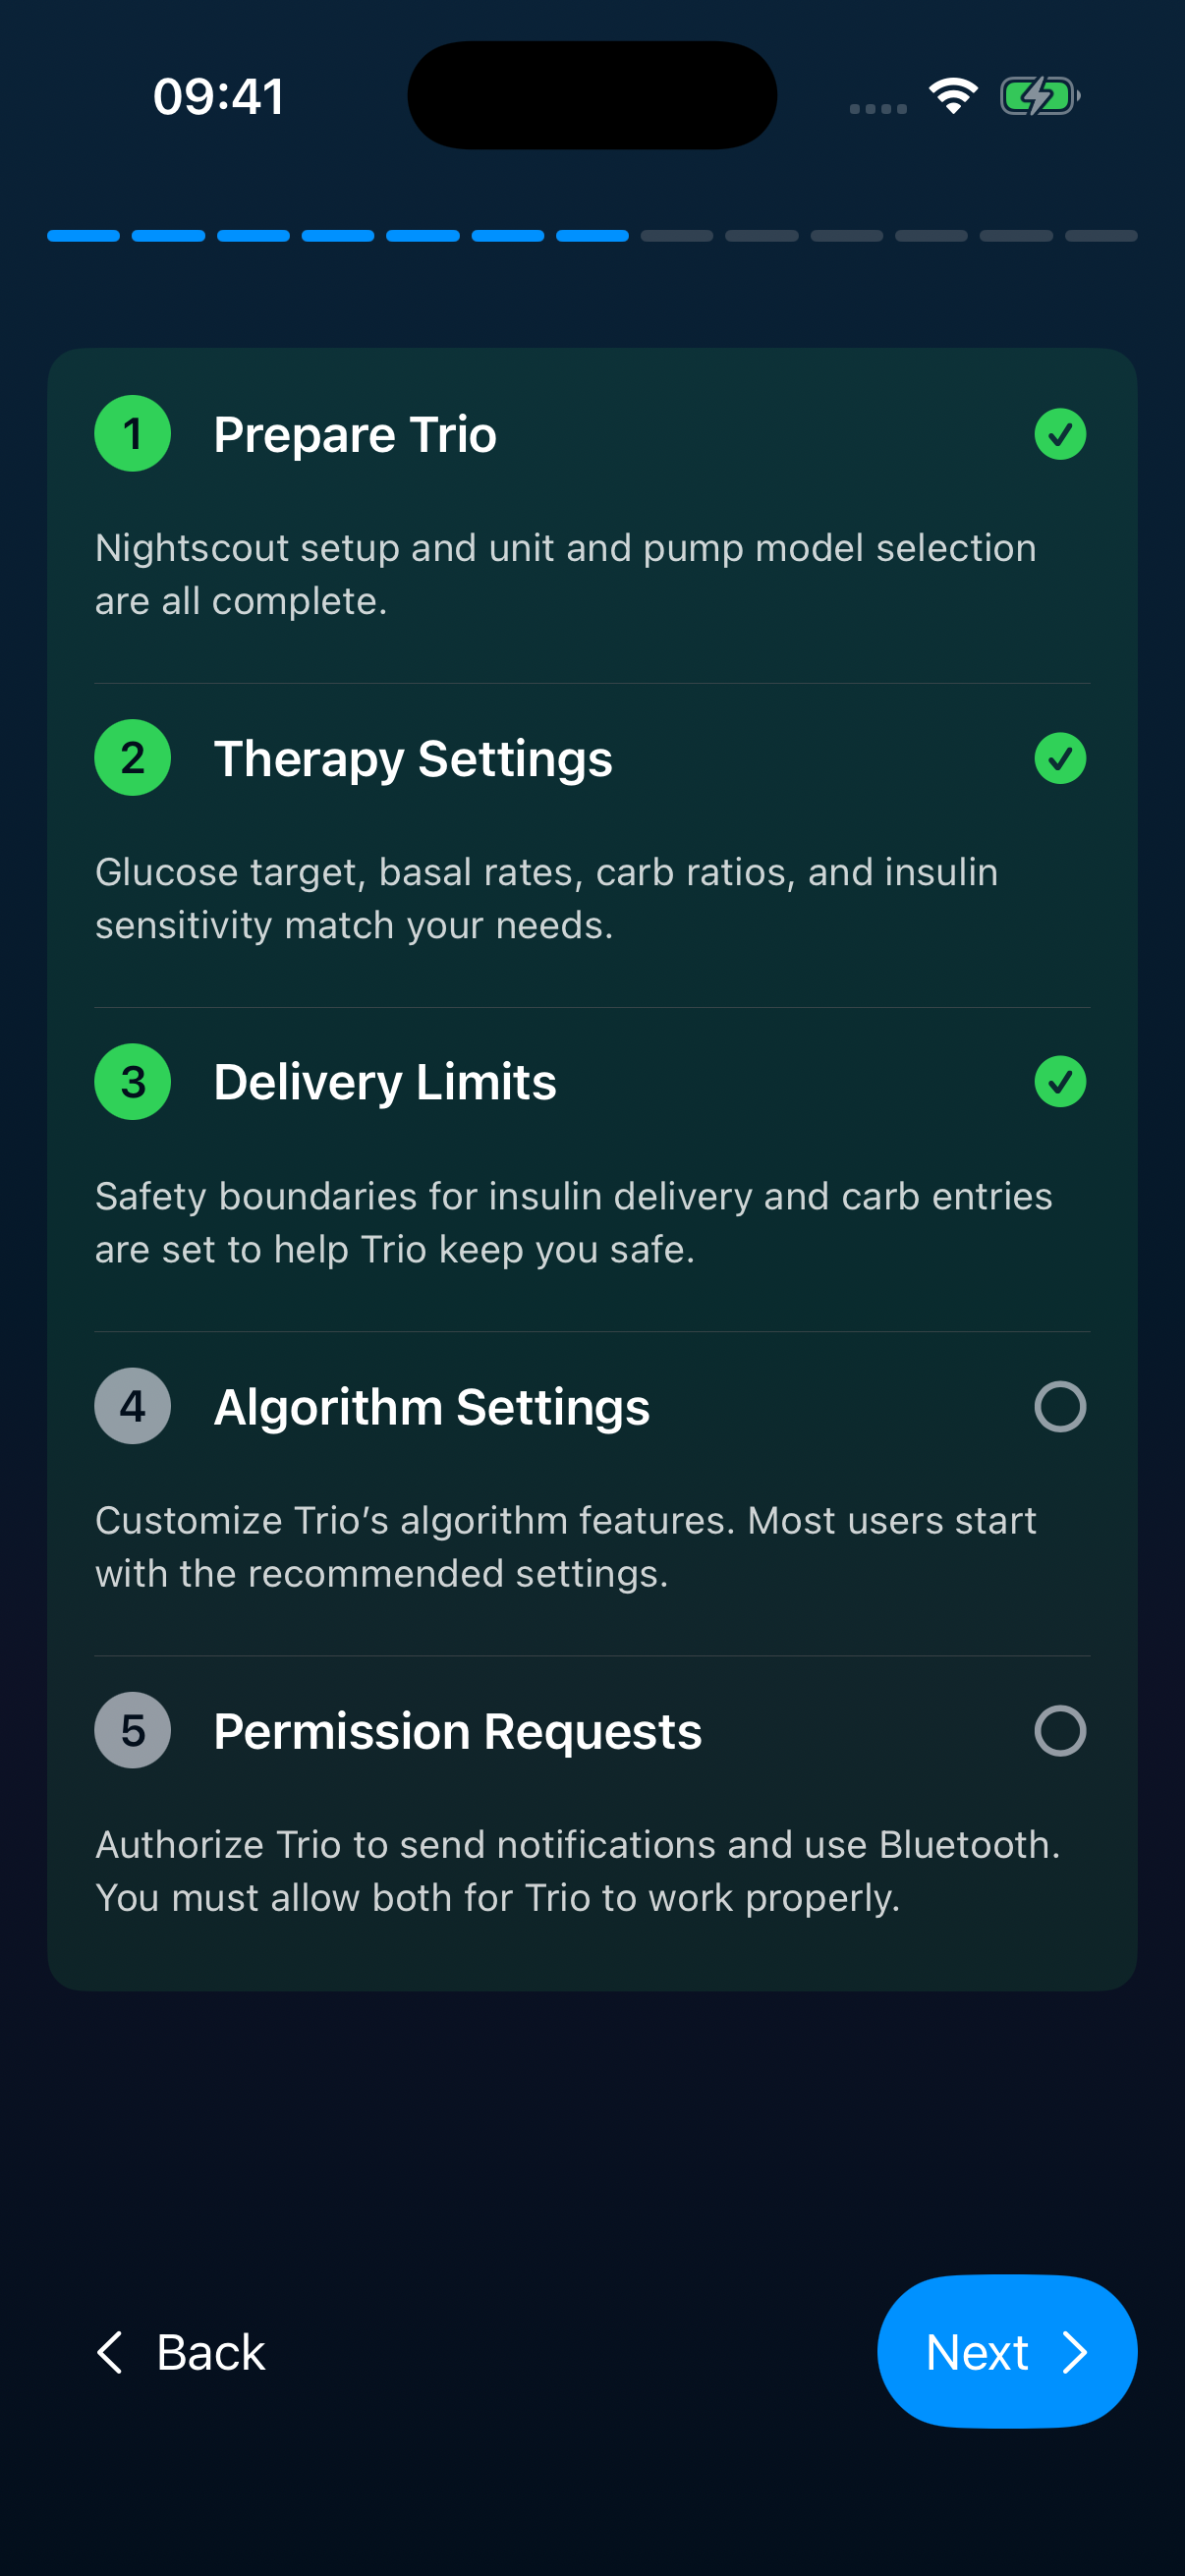 09:41
1 Prepare Trio
Nightscout setup and unit and pump model selection
are all complete.
2 Therapy Settings
Glucose target, basal rates, carb ratios, and insulin
sensitivity match your needs.
3 Delivery Limits
Safety boundaries for insulin delivery and carb entries
are set to help Trio keep you safe.
4 Algorithm Settings
Customize Trio’s algorithm features. Most users start
with the recommended settings.
5 Permission Requests
Authorize Trio to send notifications and use Bluetooth.
You must allow both for Trio to work properly.
Back Next